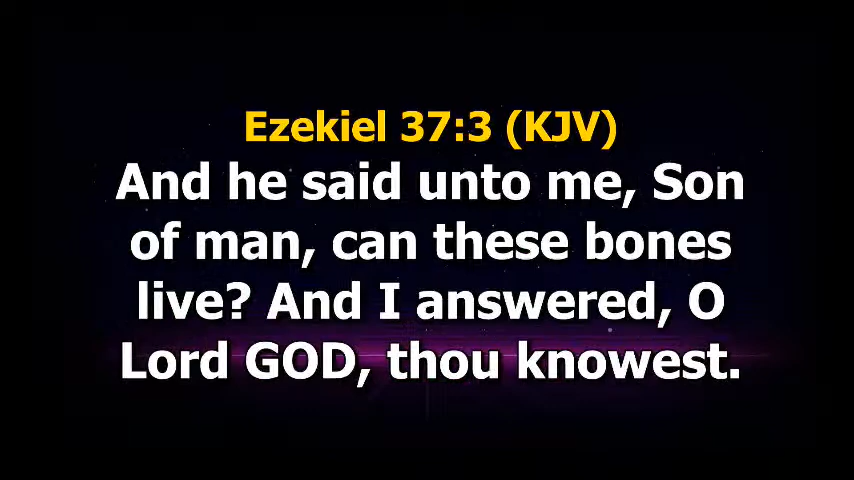 Ezekiel 37:3 (KJV)
And he said unto me, Son
of man, can these bones
live? And I answered, O
Lord GOD, thou knowest.